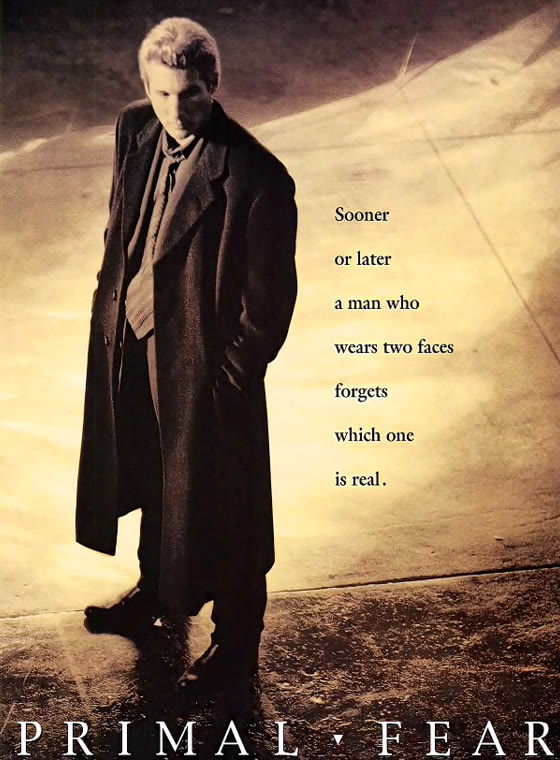 Sooner
or later
a man who
wears two faces
forgets
which one
is real.
PRIMAL ▾ FEAR